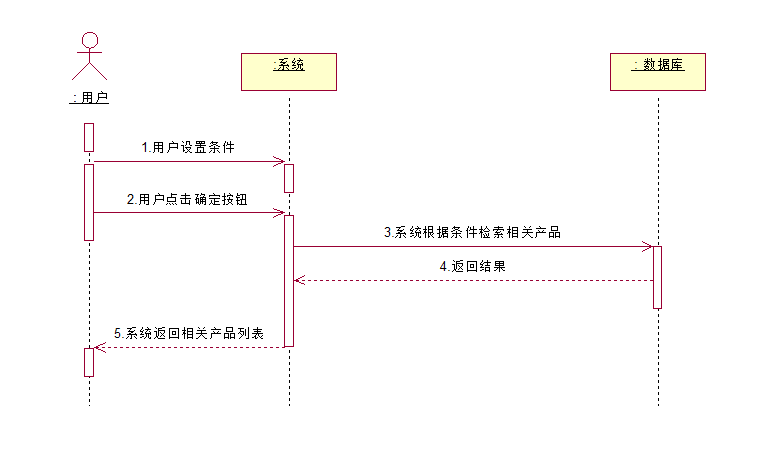 :系统
: 数据库
: 用户
1.用户设置条件
2.用户点击确定按钮
3.系统根据条件检索相关产品
4.返回结果
5.系统返回相关产品列表